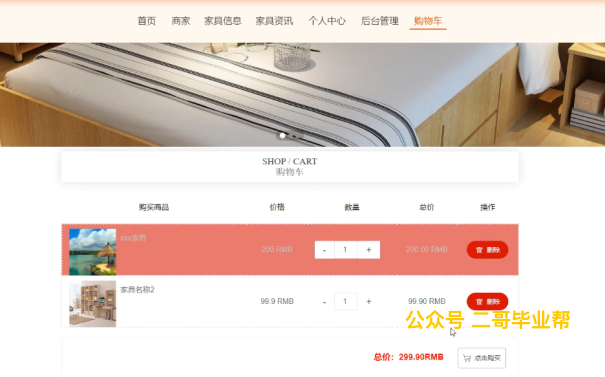 首页 商家 家具信息 家具资讯 个人中心 后台管理 购物车
SHOP / CART
购物车
购买商品 价格 数量 总价 操作
xxx家具
200 RMB - 1 + 200.00 RMB 删除
家具名称2
99.9 RMB - 1 + 99.90 RMB 删除
公众号 二哥毕业帮
总价：299.90RMB 点击购买